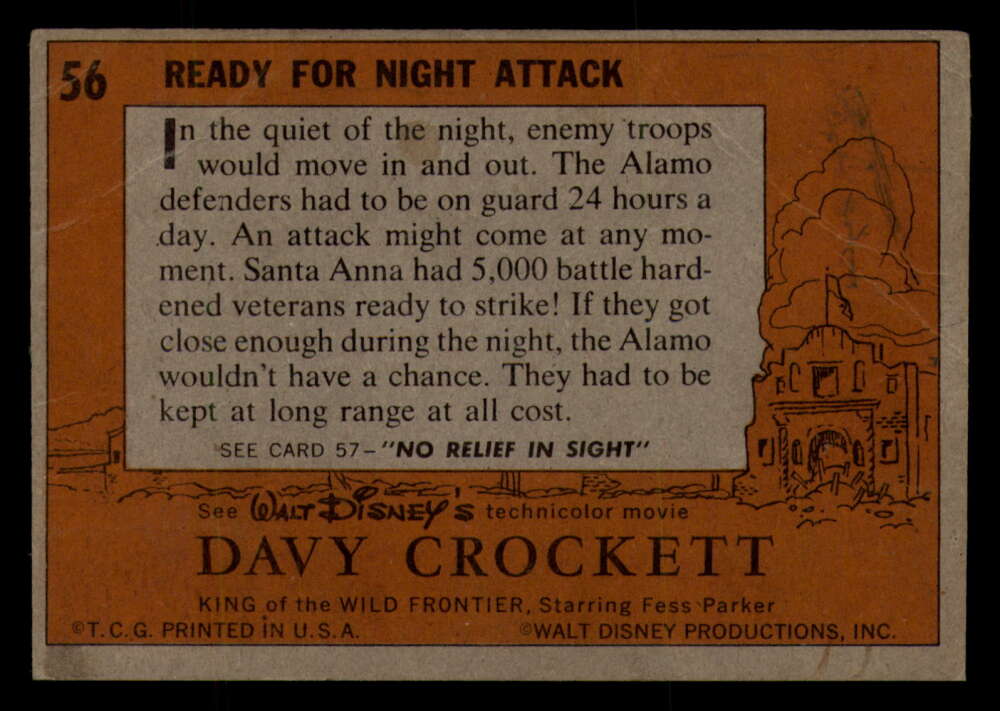 56
READY FOR NIGHT ATTACK
In the quiet of the night, enemy troops
would move in and out. The Alamo
defenders had to be on guard 24 hours a
day. An attack might come at any mo-
ment. Santa Anna had 5,000 battle hard-
ened veterans ready to strike! If they got
close enough during the night, the Alamo
wouldn't have a chance. They had to be
kept at long range at all cost.
SEE CARD 57–"NO RELIEF IN SIGHT"
See WALT DISNEY'S technicolor movie
DAVY CROCKETT
KING of the WILD FRONTIER, Starring Fess Parker
©T.C.G. PRINTED IN U.S.A. ©WALT DISNEY PRODUCTIONS, INC.